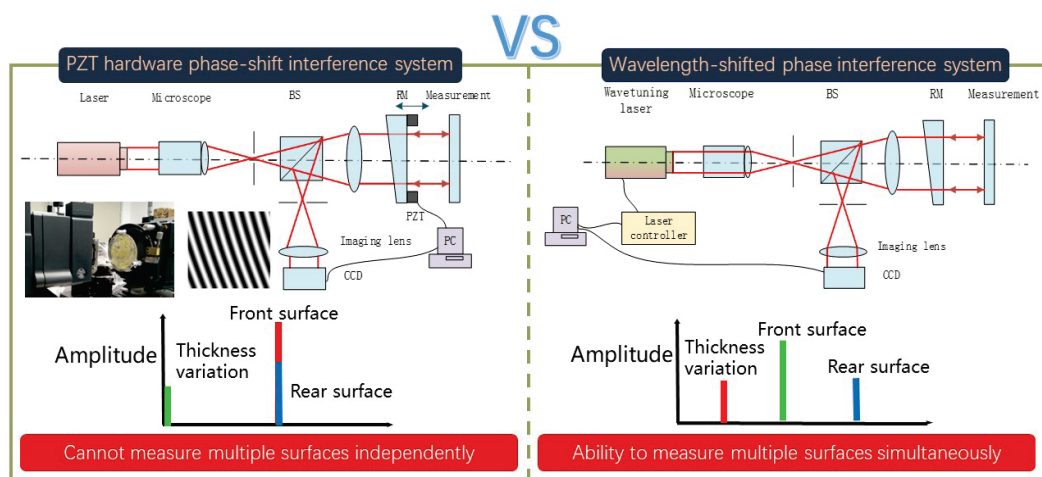 VS
PZT hardware phase-shift interference system
Laser
Microscope
BS
RM
Measurement
PZT
PC
Imaging lens
CCD
Amplitude
Thickness
variation
Front surface
Rear surface
Cannot measure multiple surfaces independently
Wavelength-shifted phase interference system
Wavetuning
laser
Microscope
BS
RM
Measurement
PC
Laser
controller
Imaging lens
CCD
Amplitude
Thickness
variation
Front surface
Rear surface
Ability to measure multiple surfaces simultaneously